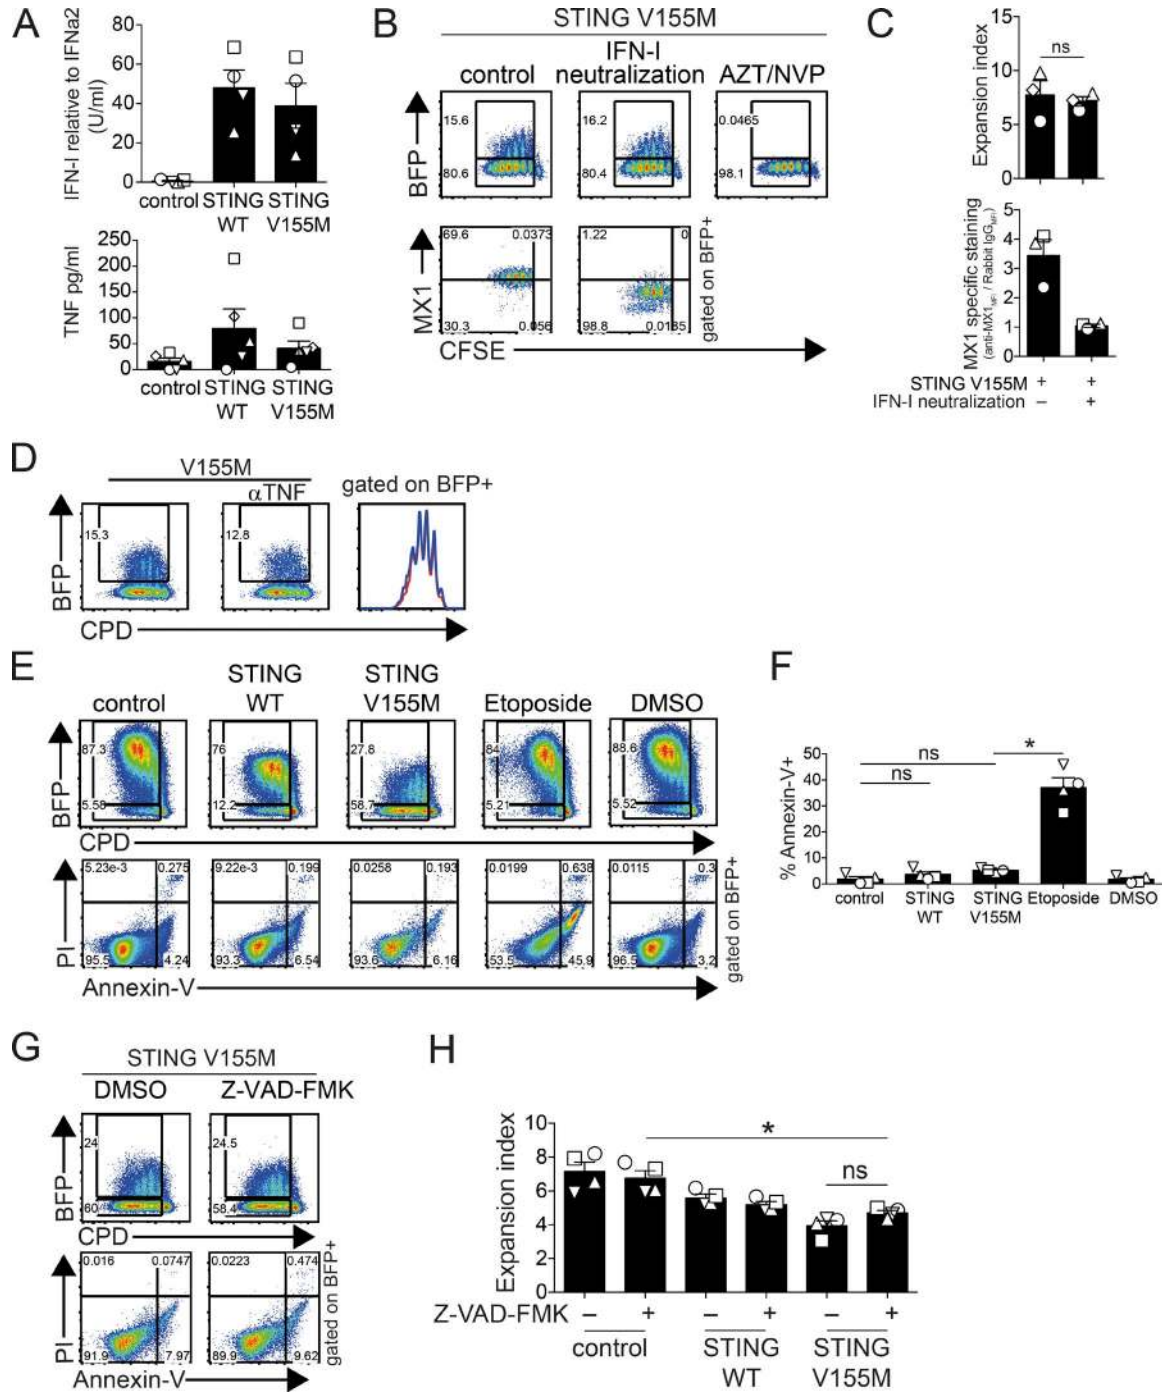 A
IFN-I relative to IFNa2
(U/ml)
80
60
40
20
0
control STING STING
WT V155M
TNF pg/ml
250
200
150
100
50
0
control STING STING
WT V155M
B
STING V155M
IFN-I
control neutralization AZT/NVP
BFP
15.6 16.2 0.0465
80.6 80.4 98.1
MX1
69.6 0.0373 1.22 0
30.3 0.056 98.8 0.0165
gated on BFP+
CFSE
C
Expansion index
15
10
5
0
ns
MX1 specific staining
(anti-MX1MFI / Rabbit IgGMFI)
5
4
3
2
1
0
STING V155M + +
IFN-I neutralization – +
D
V155M
αTNF gated on BFP+
BFP
15.3 12.8
CPD
E
STING STING
control WT V155M Etoposide DMSO
BFP
87.3 76 27.8 84 88.6
5.58 12.2 58.7 5.21 5.52
CPD
PI
5.23e-3 0.275 9.22e-3 0.199 0.0258 0.193 0.0199 0.638 0.0115 0.3
95.5 4.24 93.3 6.54 93.6 6.16 53.5 45.9 96.5 3.2
gated on BFP+
Annexin-V
F
% Annexin-V+
50
40
30
20
10
0
ns
ns
*
control STING STING Etoposide DMSO
WT V155M
G
STING V155M
DMSO Z-VAD-FMK
BFP
24 24.5
60 58.4
CPD
PI
0.016 0.0747 0.0223 0.474
91.9 7.97 89.9 9.62
gated on BFP+
Annexin-V
H
Expansion index
10
8
6
4
2
0
*
ns
Z-VAD-FMK – + – + – +
control STING STING
WT V155M